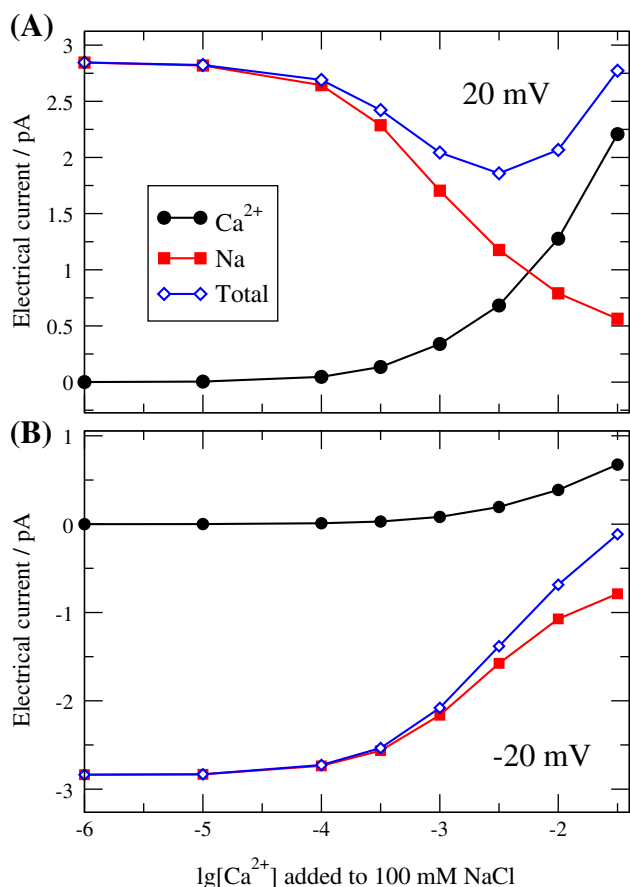 (A)
3
2.5
2
1.5
1
0.5
0
Electrical current / pA
20 mV
Ca²⁺
Na
Total
(B)
1
0
-1
-2
-3
Electrical current / pA
-20 mV
-6 -5 -4 -3 -2
lg[Ca²⁺] added to 100 mM NaCl